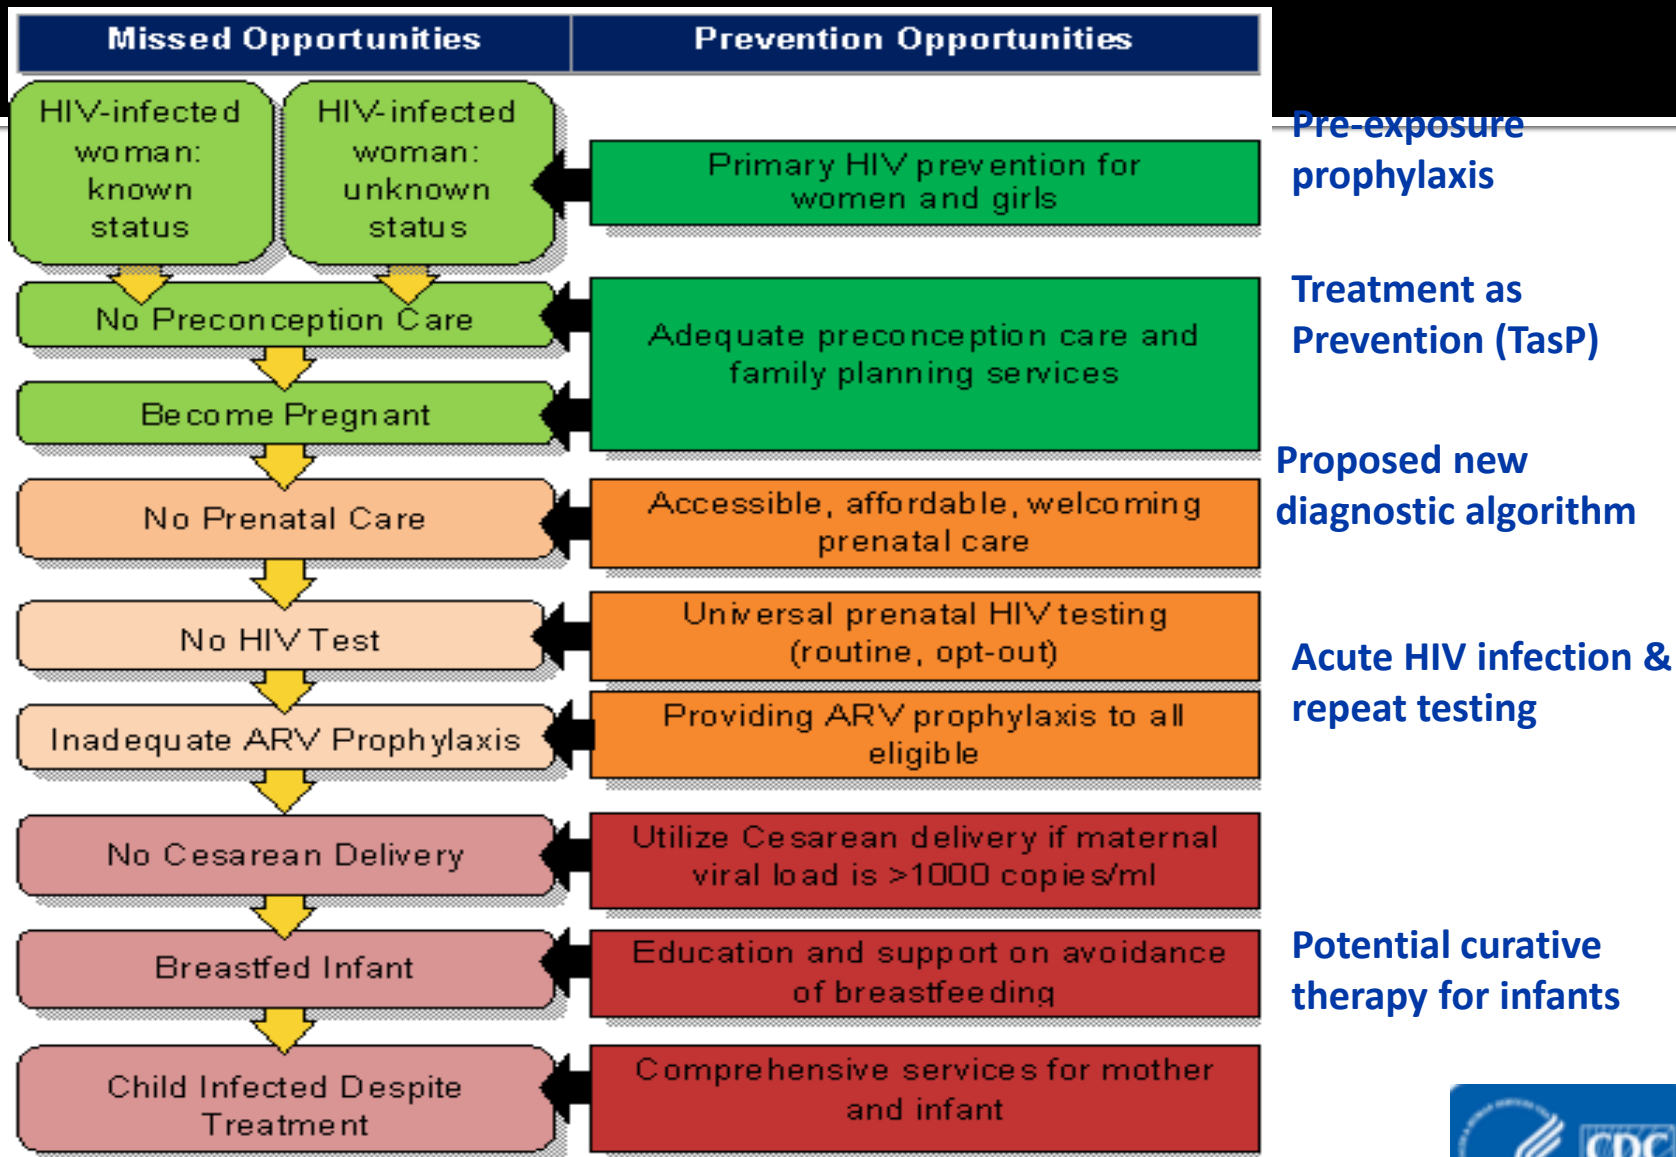 Missed Opportunities
Prevention Opportunities
HIV-infected
woman:
known
status
HIV-infected
woman:
unknown
status
Primary HIV prevention for
women and girls
Pre-exposure
prophylaxis
No Preconception Care
Adequate preconception care and
family planning services
Treatment as
Prevention (TasP)
Become Pregnant
No Prenatal Care
Accessible, affordable, welcoming
prenatal care
Proposed new
diagnostic algorithm
No HIV Test
Universal prenatal HIV testing
(routine, opt-out)
Acute HIV infection &
repeat testing
Inadequate ARV Prophylaxis
Providing ARV prophylaxis to all
eligible
No Cesarean Delivery
Utilize Cesarean delivery if maternal
viral load is >1000 copies/ml
Breastfed Infant
Education and support on avoidance
of breastfeeding
Potential curative
therapy for infants
Child Infected Despite
Treatment
Comprehensive services for mother
and infant
CDC